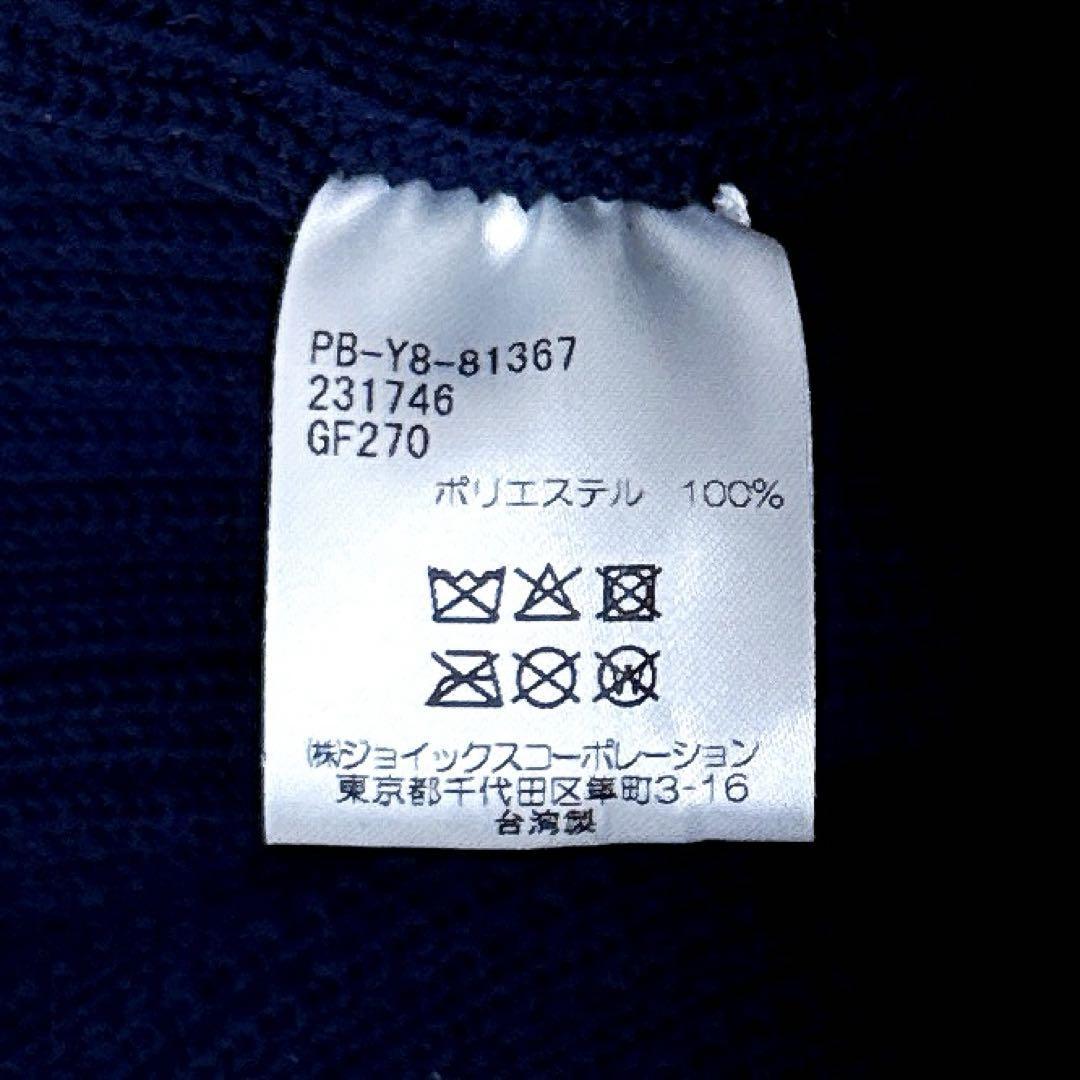 PB-Y8-81367
231746
GF270
ポリエステル 100%
W
(株)ジョイックスコーポレーション
東京都千代田区隼町3-16
台湾製